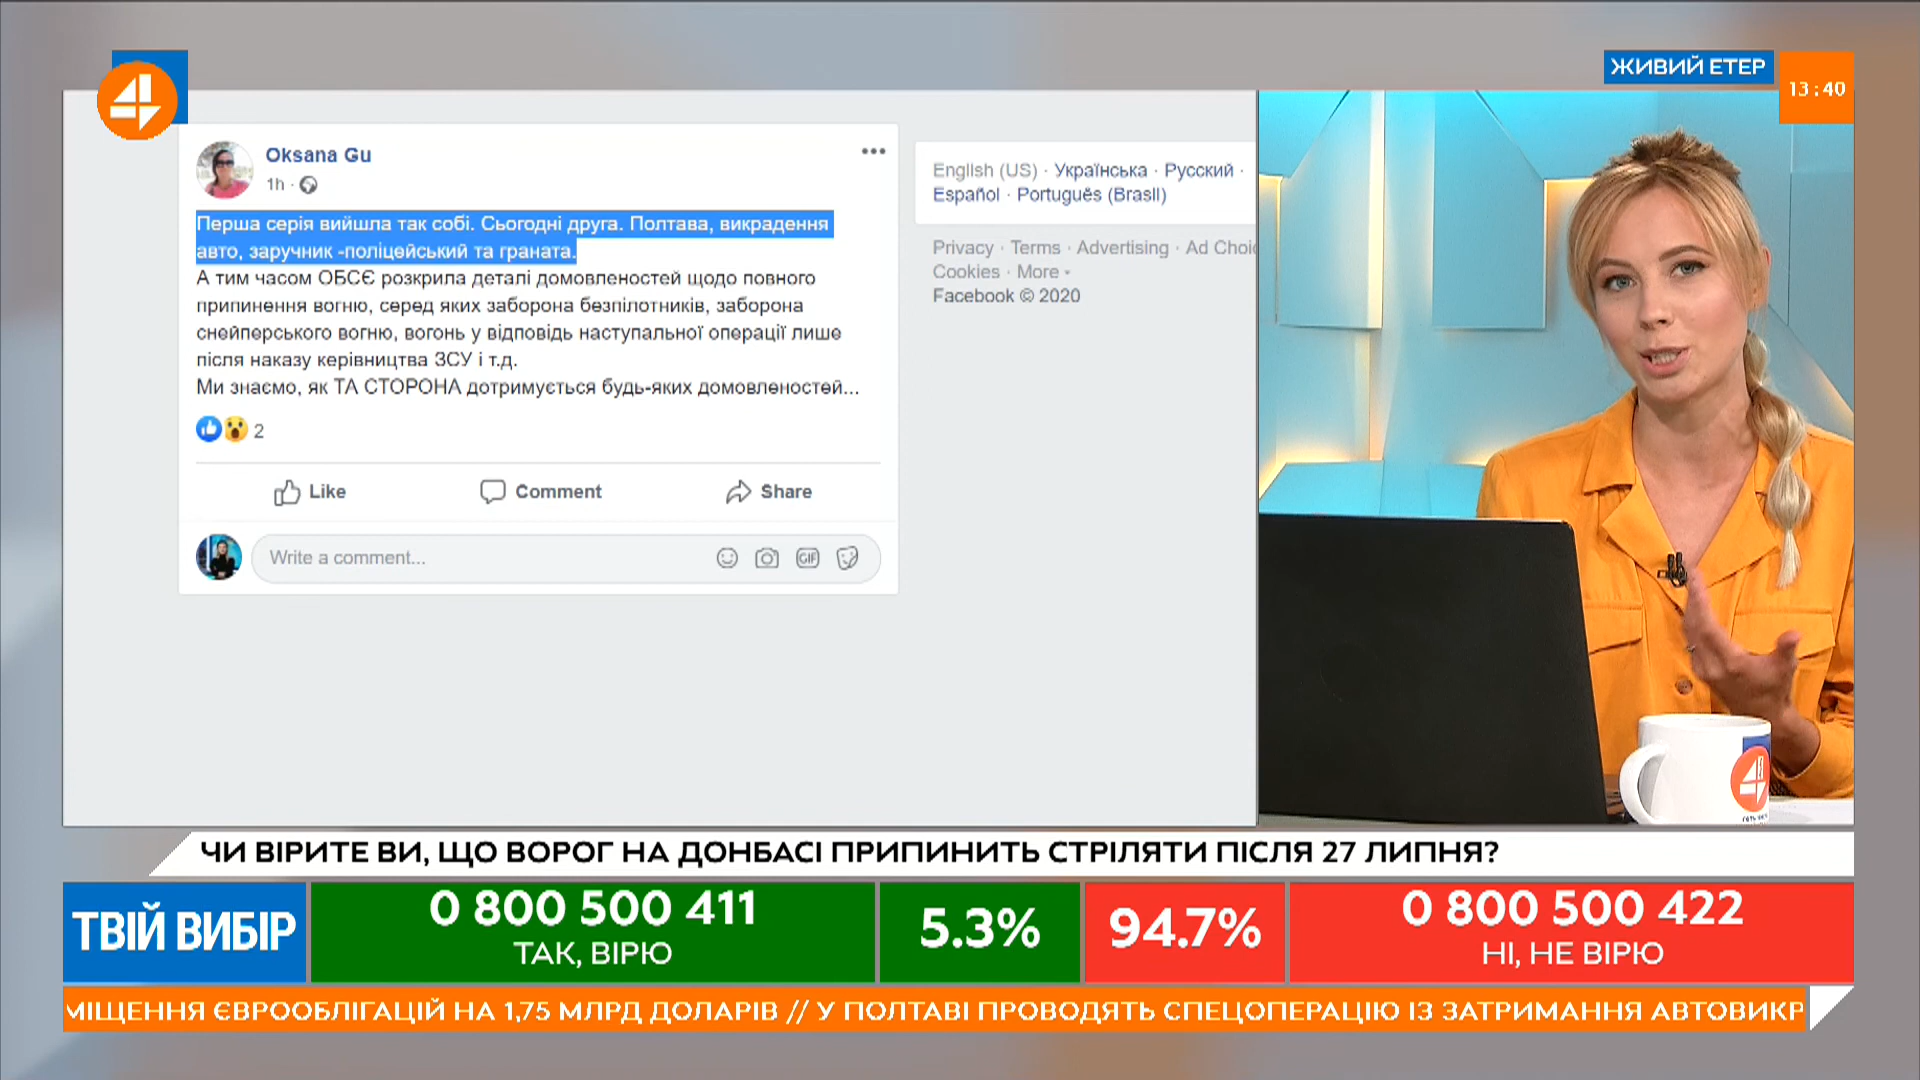 ЖИВИЙ ЕТЕР
13:40
4
Oksana Gu
1h
Перша серія вийшла так собі. Сьогодні друга. Полтава, викрадення
авто, заручник -поліцейський та граната.
А тим часом ОБСЄ розкрила деталі домовленостей щодо повного
припинення вогню, серед яких заборона безпілотників, заборона
снейперського вогню, вогонь у відповідь наступальної операції лише
після наказу керівництва ЗСУ і т.д.
Ми знаємо, як ТА СТОРОНА дотримується будь-яких домовленостей...
2
Like
Comment
Share
Write a comment...
GIF
English (US) · Українська · Русский ·
Español · Português (Brasil)
Privacy · Terms · Advertising · Ad Choic
Cookies · More
Facebook © 2020
4
ЧИ ВІРИТЕ ВИ, ЩО ВОРОГ НА ДОНБАСІ ПРИПИНИТЬ СТРІЛЯТИ ПІСЛЯ 27 ЛИПНЯ?
ТВІЙ ВИБІР
0 800 500 411
ТАК, ВІРЮ
5.3%
94.7%
0 800 500 422
НІ, НЕ ВІРЮ
МІЩЕННЯ ЄВРООБЛІГАЦІЙ НА 1,75 МЛРД ДОЛАРІВ // У ПОЛТАВІ ПРОВОДЯТЬ СПЕЦОПЕРАЦІЮ ІЗ ЗАТРИМАННЯ АВТОВИКР